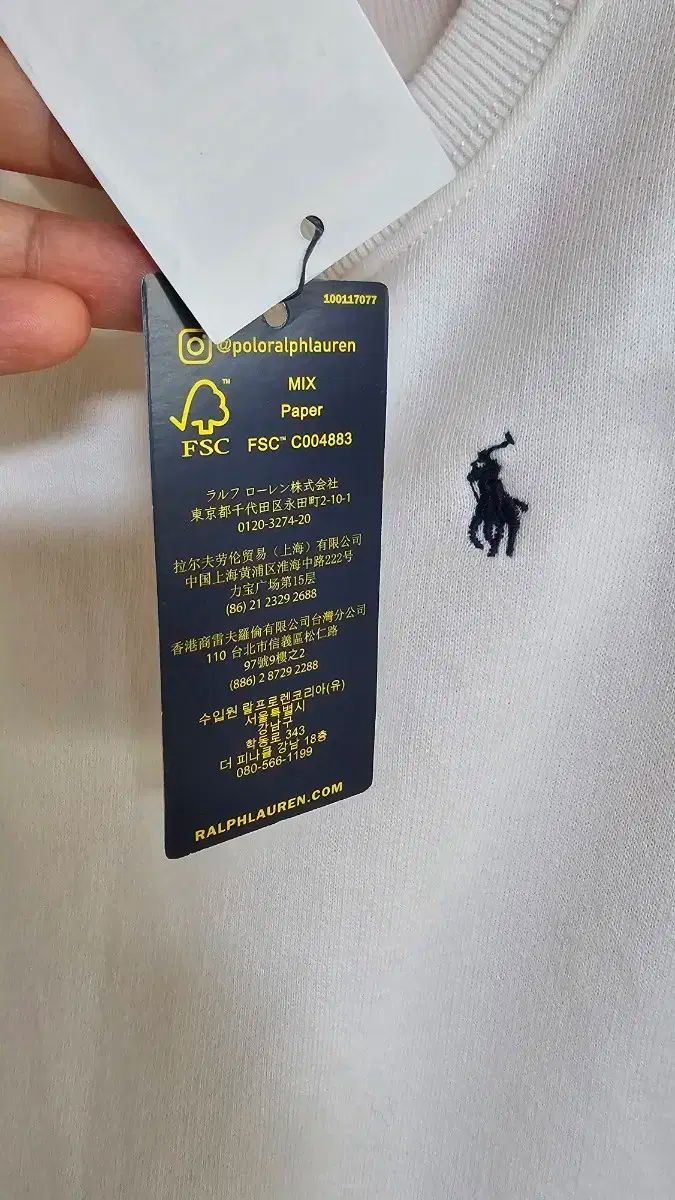 100117077
@poloralphlauren
MIX
Paper
FSC™ FSC™ C004883
ラルフ ローレン株式会社
東京都千代田区永田町2-10-1
0120-3274-20
拉尔夫劳伦贸易（上海）有限公司
中国上海黄浦区淮海中路222号
力宝广场第15层
(86) 21 2329 2688
香港商雷夫羅倫有限公司台灣分公司
110 台北市信義區松仁路
97號9樓之2
(886) 2 8729 2288
수입원 랄프로렌코리아(유)
서울특별시
강남구
학동로 343
더 피나클 강남 18층
080-566-1199
RALPHLAUREN.COM